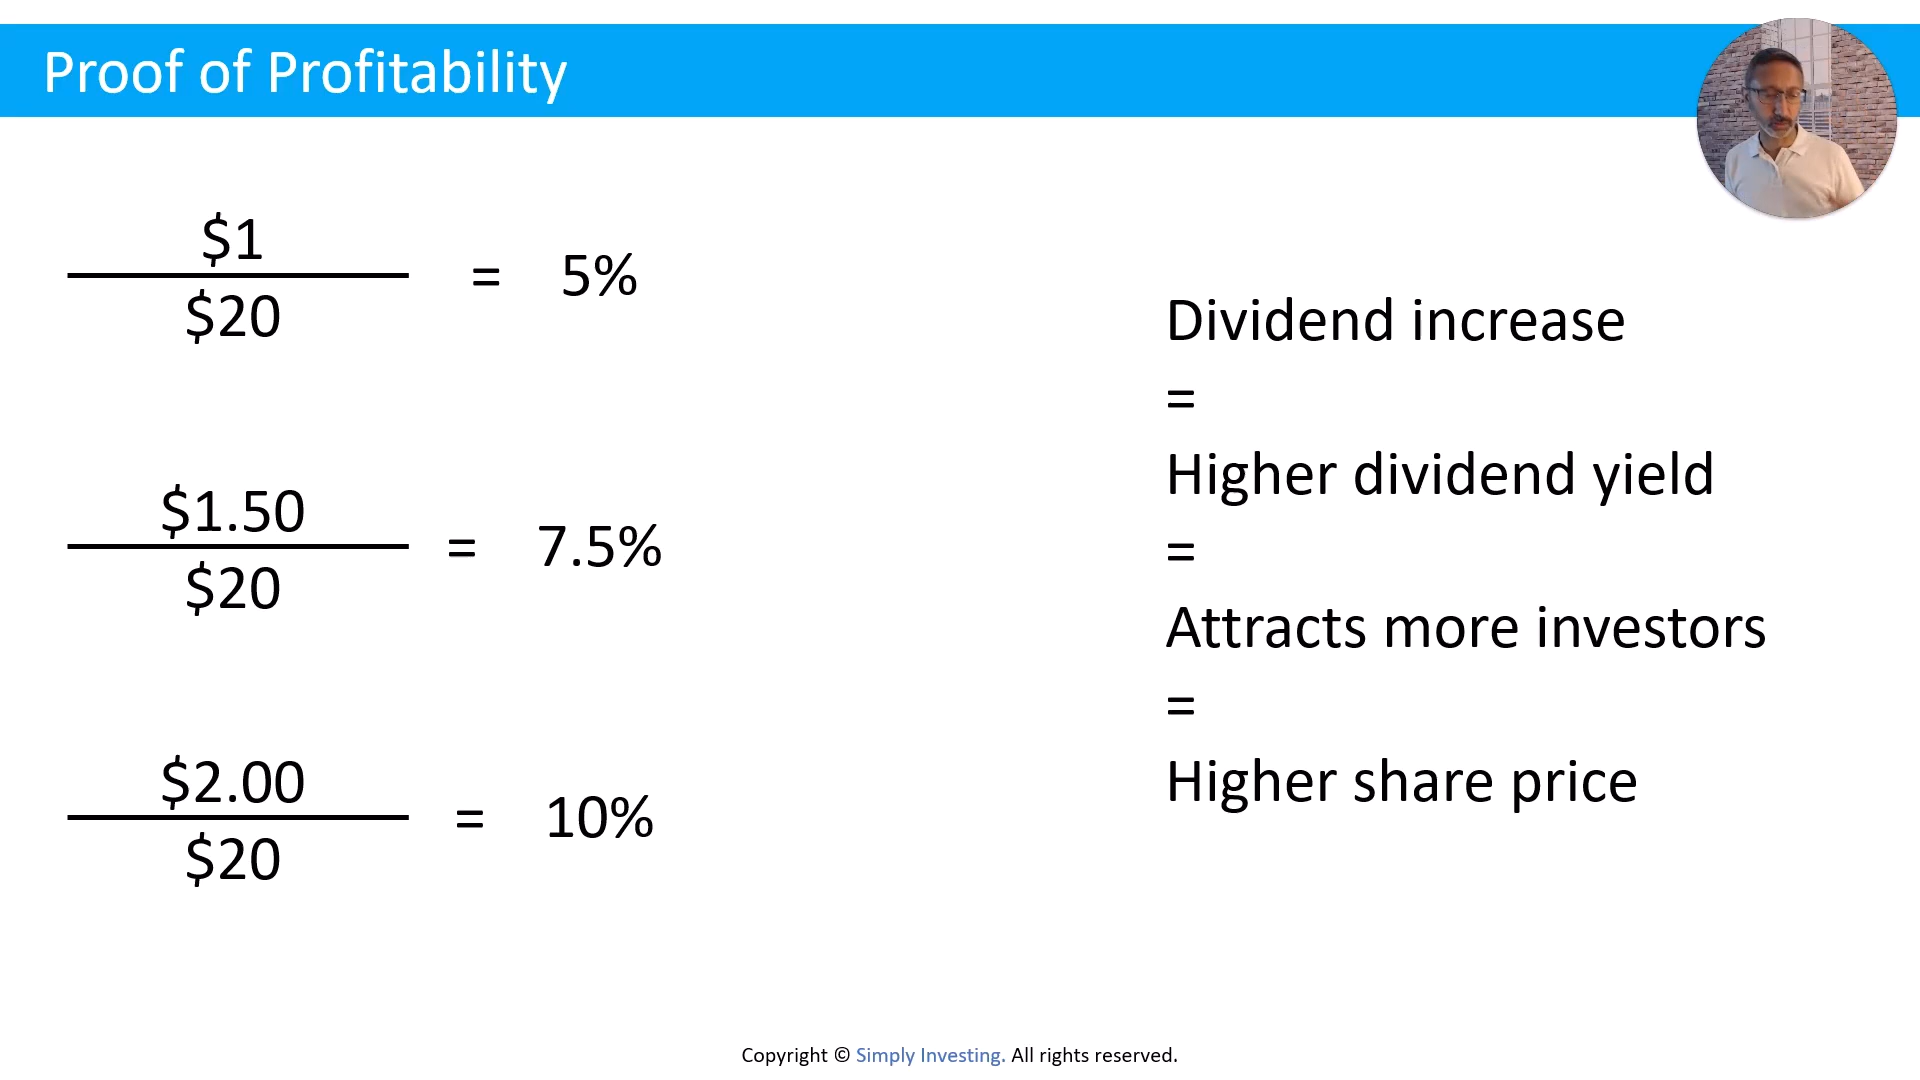 Proof of Profitability
$1
$20
= 5%
$1.50
$20
= 7.5%
$2.00
$20
= 10%
Dividend increase
=
Higher dividend yield
=
Attracts more investors
=
Higher share price
Copyright © Simply Investing. All rights reserved.